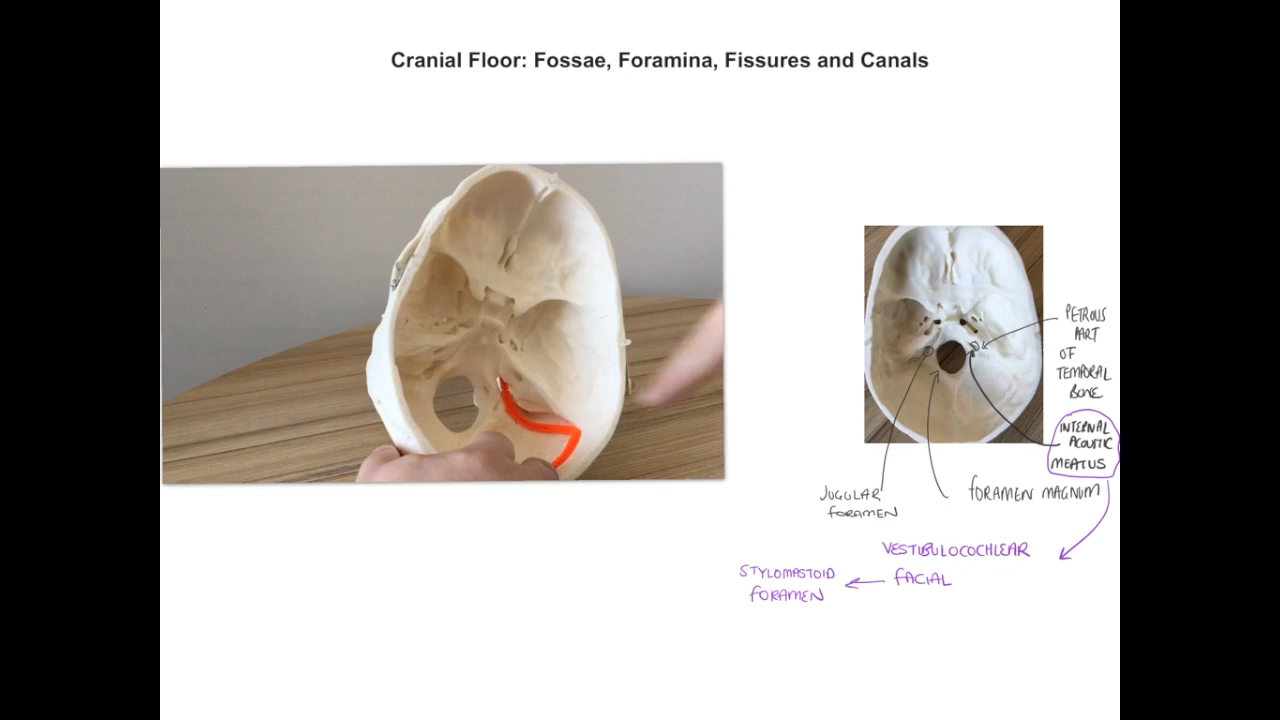 Cranial Floor: Fossae, Foramina, Fissures and Canals
PETROUS
PART
OF
TEMPORAL
BONE
INTERNAL
ACOUSTIC
MEATUS
JUGULAR
FORAMEN
FORAMEN MAGNUM
VESTIBULOCOCHLEAR
FACIAL
STYLOMASTOID
FORAMEN